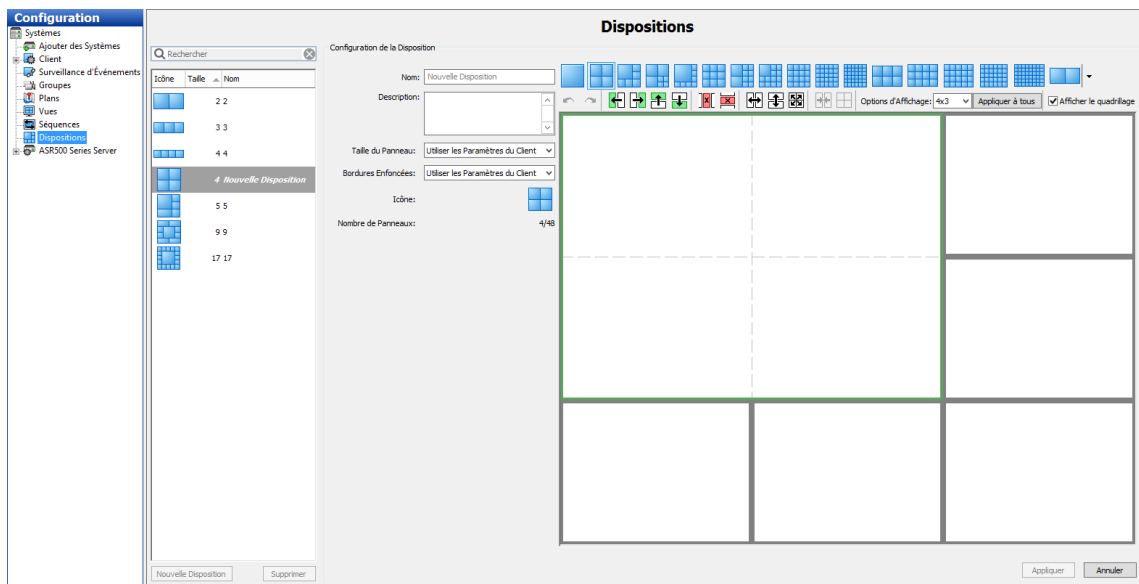 Configuration
Systèmes
Ajouter des Systèmes
Client
Surveillance d'Événements
Groupes
Plans
Vues
Séquences
Dispositions
ASR500 Series Server
Dispositions
Rechercher
Icône Taille Nom
2 2
3 3
4 4
4 Nouvelle Disposition
5 5
9 9
17 17
Nouvelle Disposition Supprimer
Configuration de la Disposition
Nom: Nouvelle Disposition
Description:
Taille du Panneau: Utiliser les Paramètres du Client
Bordures Enfoncées: Utiliser les Paramètres du Client
Icône:
Nombre de Panneaux: 4/48
Options d'Affichage: 4x3 Appliquer à tous Afficher le quadrillage
Appliquer Annuler